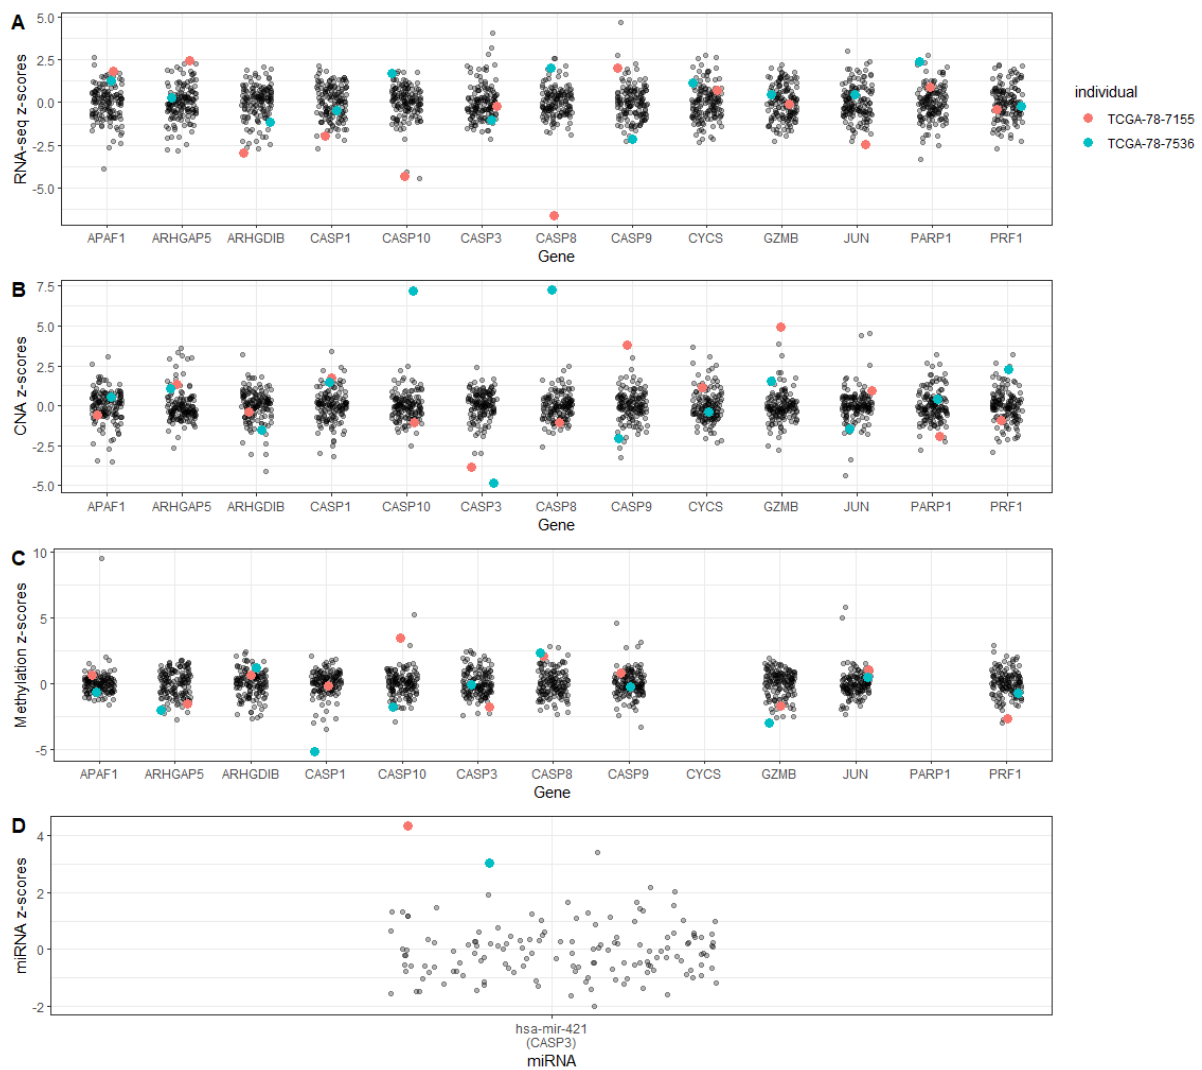 A
RNA-seq z-scores
5.0
2.5
0.0
-2.5
-5.0
APAF1 ARHGAP5 ARHGDIB CASP1 CASP10 CASP3 CASP8 CASP9 CYCS GZMB JUN PARP1 PRF1
Gene
individual
TCGA-78-7155
TCGA-78-7536
B
CNA z-scores
7.5
5.0
2.5
0.0
-2.5
-5.0
APAF1 ARHGAP5 ARHGDIB CASP1 CASP10 CASP3 CASP8 CASP9 CYCS GZMB JUN PARP1 PRF1
Gene
C
Methylation z-scores
10
5
0
-5
APAF1 ARHGAP5 ARHGDIB CASP1 CASP10 CASP3 CASP8 CASP9 CYCS GZMB JUN PARP1 PRF1
Gene
D
miRNA z-scores
4
2
0
-2
hsa-mir-421
(CASP3)
miRNA